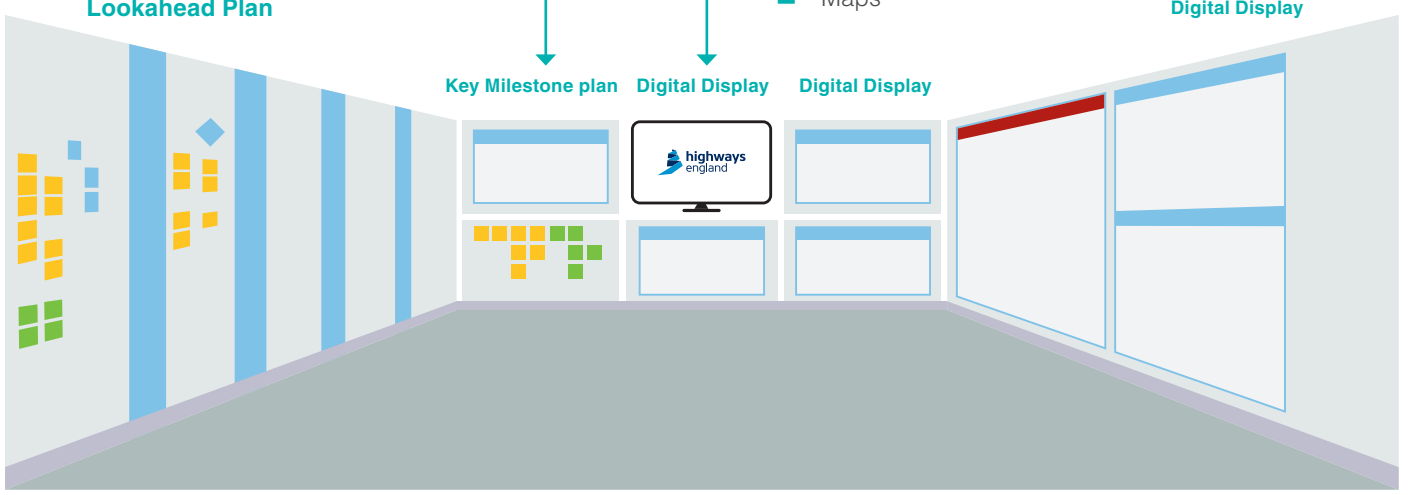 Lookahead Plan
Maps
Digital Display
Key Milestone plan
Digital Display
Digital Display
highways
england